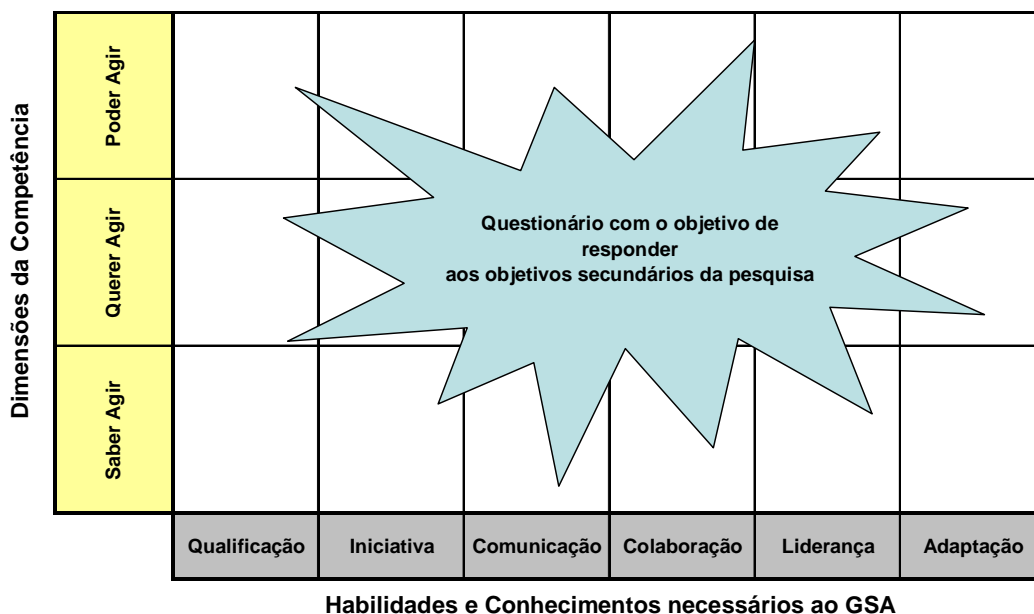 Dimensões da Competência
Poder Agir
Querer Agir
Saber Agir
Questionário com o objetivo de
responder
aos objetivos secundários da pesquisa
Qualificação
Iniciativa
Comunicação
Colaboração
Liderança
Adaptação
Habilidades e Conhecimentos necessários ao GSA